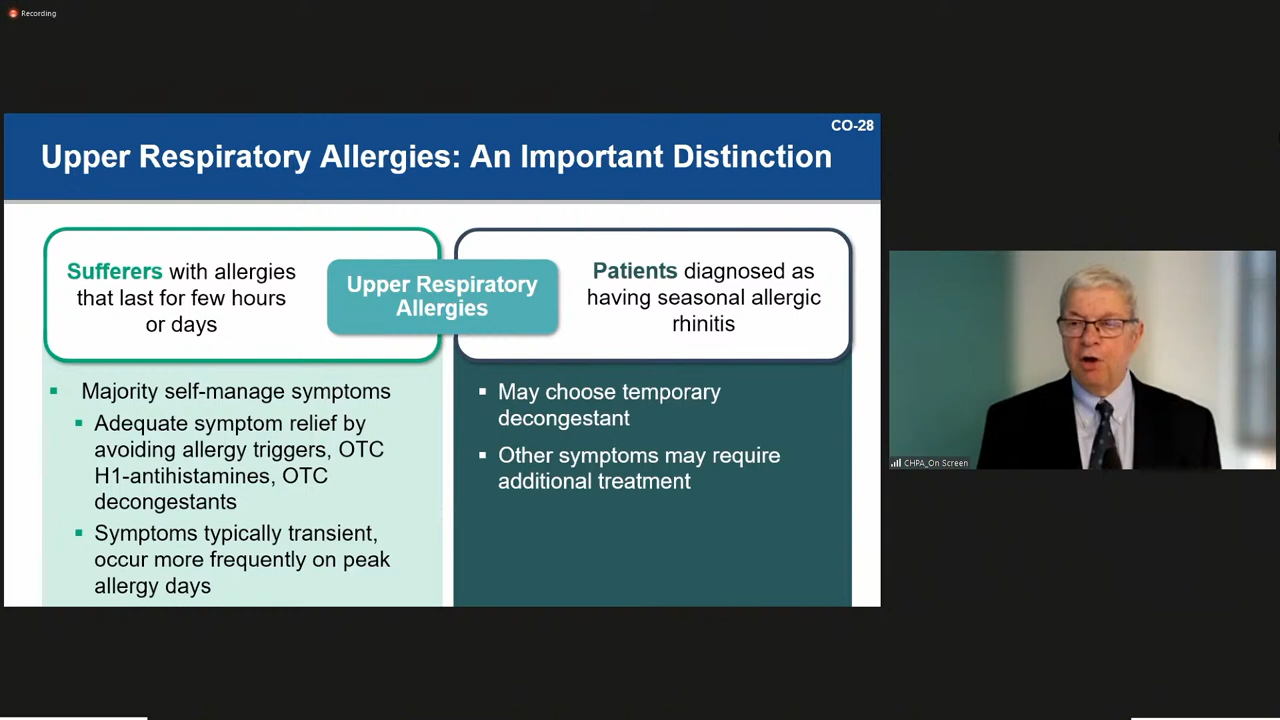 Recording
CO-28
Upper Respiratory Allergies: An Important Distinction
Sufferers with allergies
that last for few hours
or days
Upper Respiratory
Allergies
Patients diagnosed as
having seasonal allergic
rhinitis
▪ Majority self-manage symptoms
▪ Adequate symptom relief by
avoiding allergy triggers, OTC
H1-antihistamines, OTC
decongestants
▪ Symptoms typically transient,
occur more frequently on peak
allergy days
▪ May choose temporary
decongestant
▪ Other symptoms may require
additional treatment
CHPA_On Screen